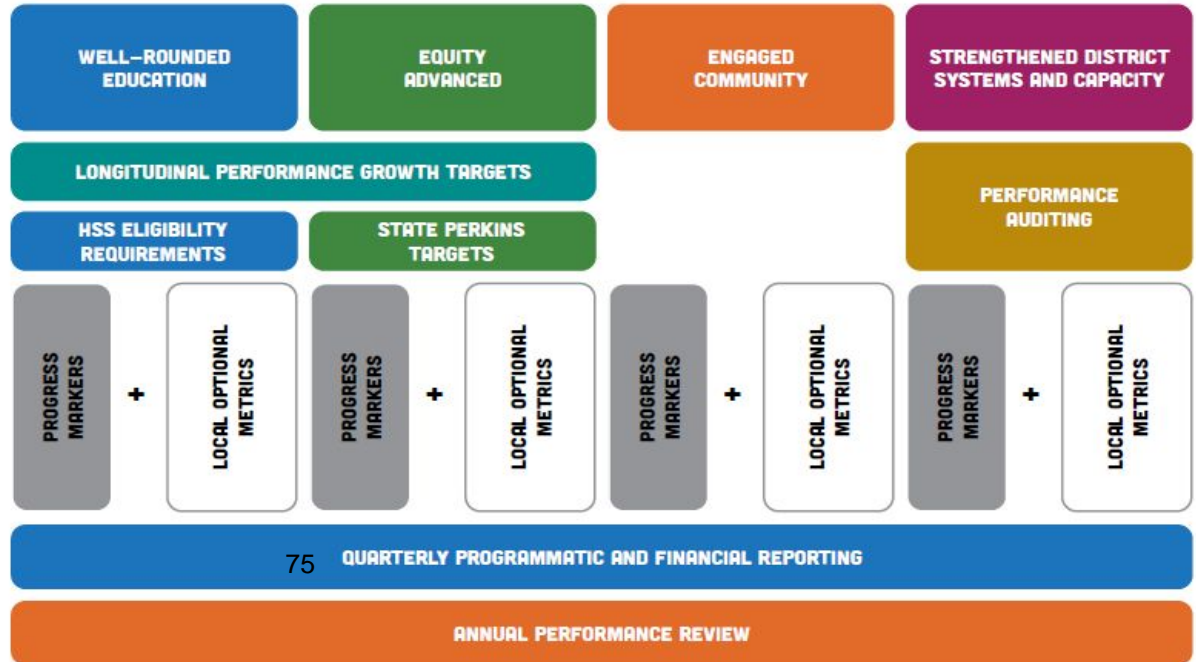 WELL-ROUNDED
EDUCATION
EQUITY
ADVANCED
ENGAGED
COMMUNITY
STRENGTHENED DISTRICT
SYSTEMS AND CAPACITY
LONGITUDINAL PERFORMANCE GROWTH TARGETS
PERFORMANCE
AUDITING
HSS ELIGIBILITY
REQUIREMENTS
STATE PERKINS
TARGETS
PROGRESS
MARKERS
+
LOCAL OPTIONAL
METRICS
PROGRESS
MARKERS
+
LOCAL OPTIONAL
METRICS
PROGRESS
MARKERS
+
LOCAL OPTIONAL
METRICS
PROGRESS
MARKERS
+
LOCAL OPTIONAL
METRICS
75
QUARTERLY PROGRAMMATIC AND FINANCIAL REPORTING
ANNUAL PERFORMANCE REVIEW